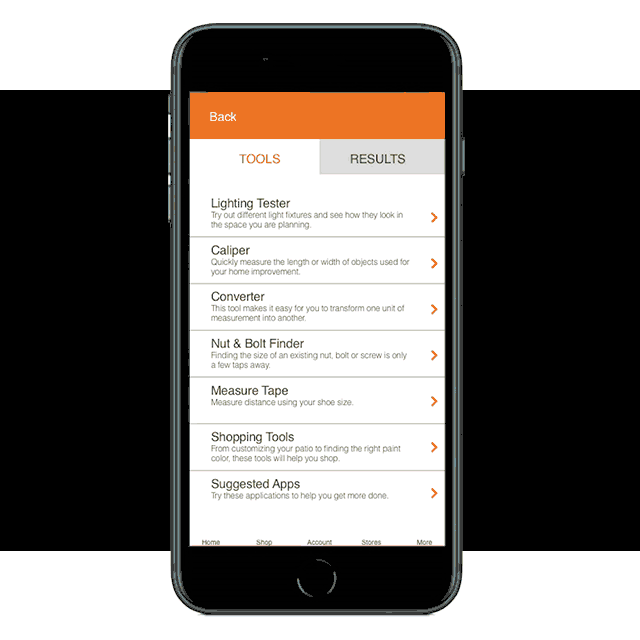 Back
TOOLS
RESULTS
Lighting Tester
Try out different light fixtures and see how they look in
the space you are planning.
Caliper
Quickly measure the length or width of objects used for
your home improvement.
Converter
This tool makes it easy for you to transform one unit of
measurement into another.
Nut & Bolt Finder
Finding the size of an existing nut, bolt or screw is only
a few taps away.
Measure Tape
Measure distance using your shoe size.
Shopping Tools
From customizing your patio to finding the right paint
color, these tools will help you shop.
Suggested Apps
Try these applications to help you get more done.
Home Shop Account Stores More